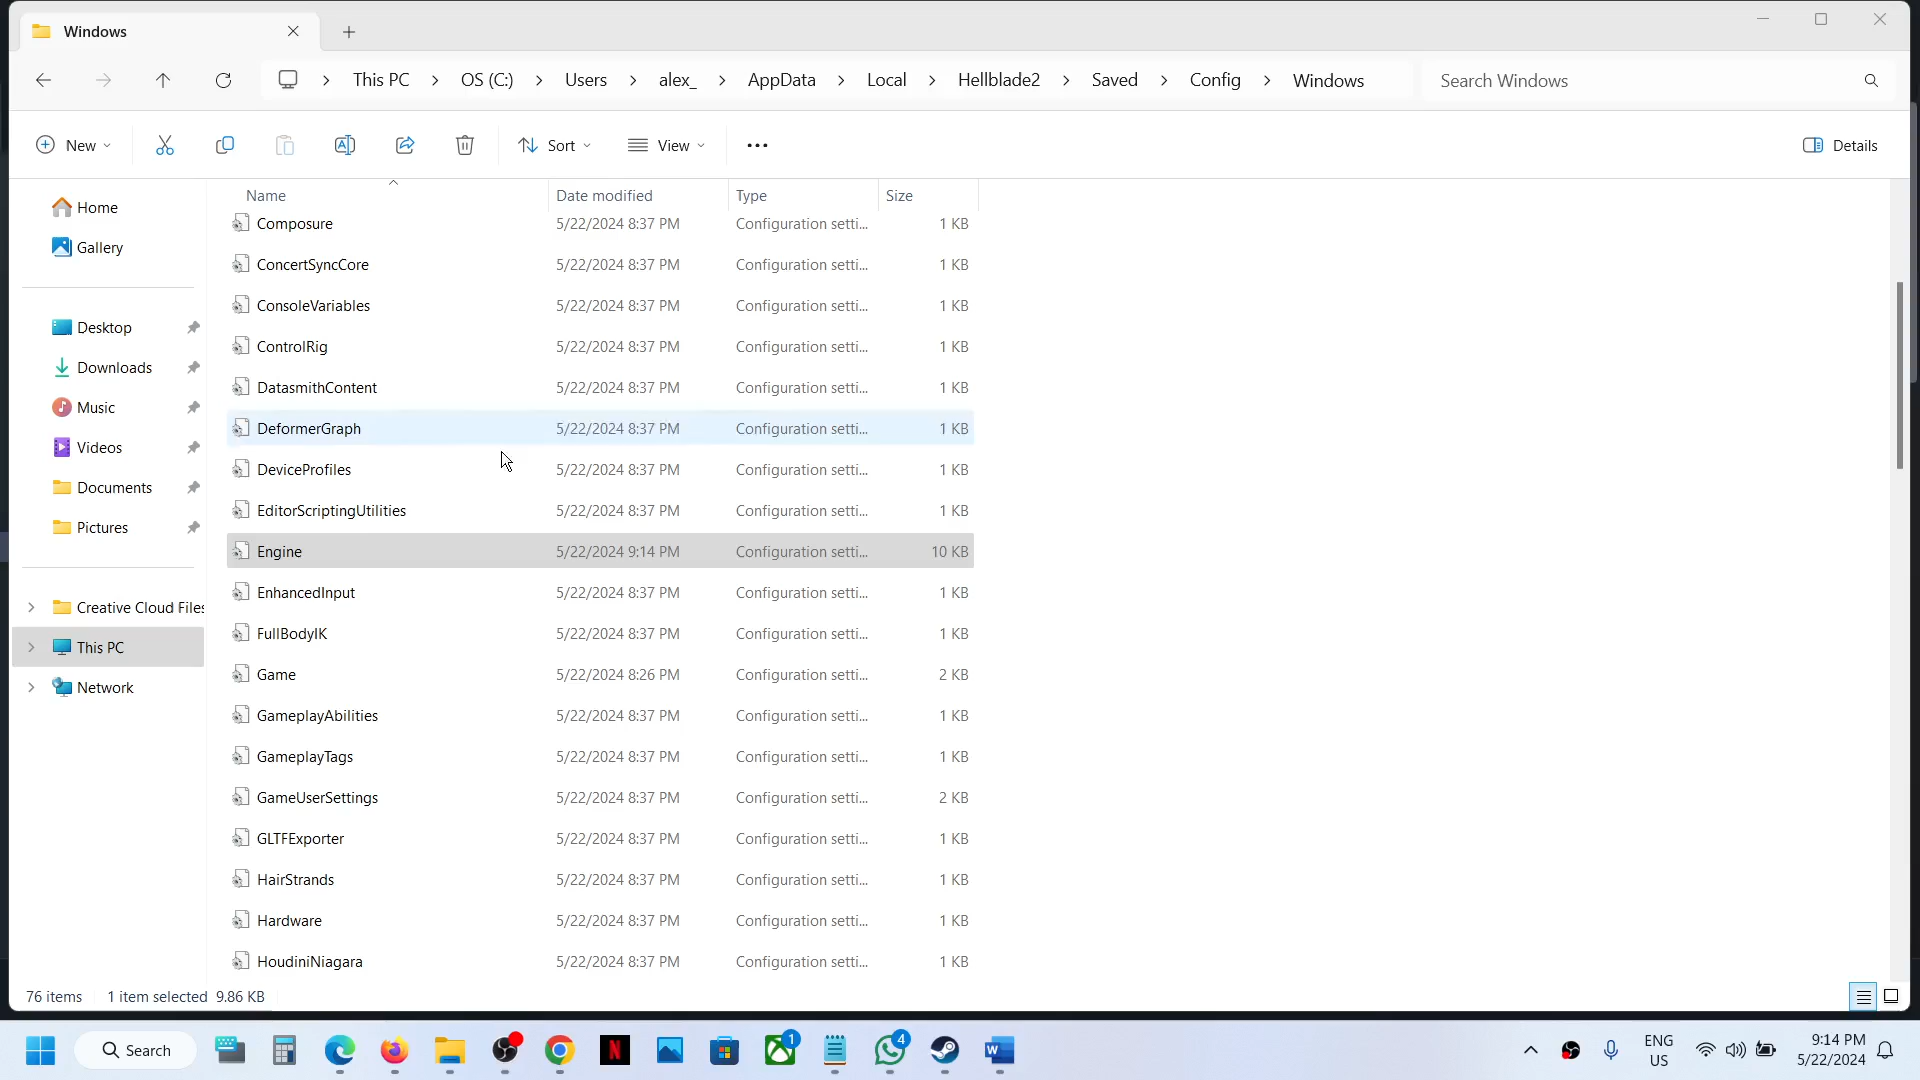 Windows
This PC > OS (C:) > Users > alex_ > AppData > Local > Hellblade2 > Saved > Config > Windows
Search Windows
New
Sort
View
Details
Name Date modified Type Size
Home
Gallery
Desktop
Downloads
Music
Videos
Documents
Pictures
Creative Cloud Files
This PC
Network
Composure 5/22/2024 8:37 PM Configuration setti... 1 KB
ConcertSyncCore 5/22/2024 8:37 PM Configuration setti... 1 KB
ConsoleVariables 5/22/2024 8:37 PM Configuration setti... 1 KB
ControlRig 5/22/2024 8:37 PM Configuration setti... 1 KB
DatasmithContent 5/22/2024 8:37 PM Configuration setti... 1 KB
DeformerGraph 5/22/2024 8:37 PM Configuration setti... 1 KB
DeviceProfiles 5/22/2024 8:37 PM Configuration setti... 1 KB
EditorScriptingUtilities 5/22/2024 8:37 PM Configuration setti... 1 KB
Engine 5/22/2024 9:14 PM Configuration setti... 10 KB
EnhancedInput 5/22/2024 8:37 PM Configuration setti... 1 KB
FullBodyIK 5/22/2024 8:37 PM Configuration setti... 1 KB
Game 5/22/2024 8:26 PM Configuration setti... 2 KB
GameplayAbilities 5/22/2024 8:37 PM Configuration setti... 1 KB
GameplayTags 5/22/2024 8:37 PM Configuration setti... 1 KB
GameUserSettings 5/22/2024 8:37 PM Configuration setti... 2 KB
GLTFExporter 5/22/2024 8:37 PM Configuration setti... 1 KB
HairStrands 5/22/2024 8:37 PM Configuration setti... 1 KB
Hardware 5/22/2024 8:37 PM Configuration setti... 1 KB
HoudiniNiagara 5/22/2024 8:37 PM Configuration setti... 1 KB
76 items 1 item selected 9.86 KB
Search
N
1
4
W
ENG
US
9:14 PM
5/22/2024